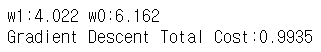 w1:4.022 w0:6.162
Gradient Descent Total Cost:0.9935